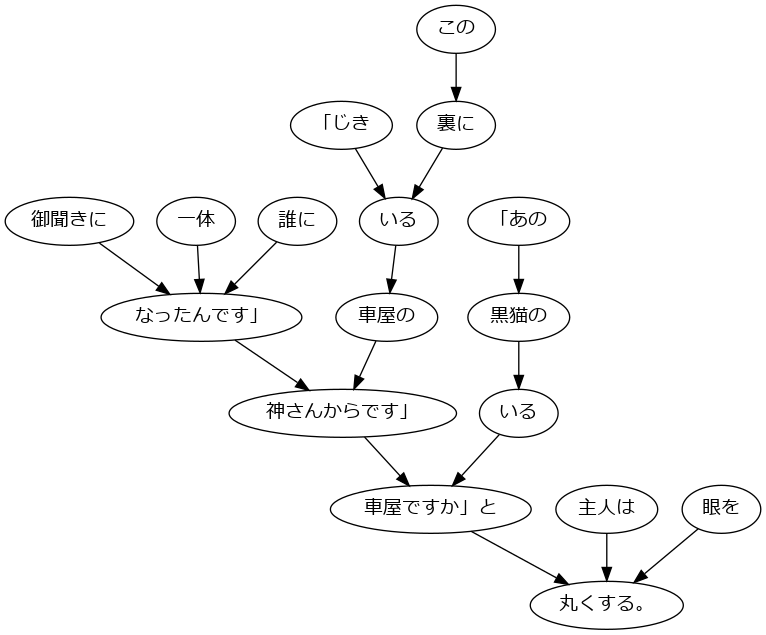 この
「じき
裏に
御聞きに
一体
誰に
いる
「あの
なったんです」
車屋の
黒猫の
神さんからです」
いる
車屋ですか」と
主人は
眼を
丸くする。